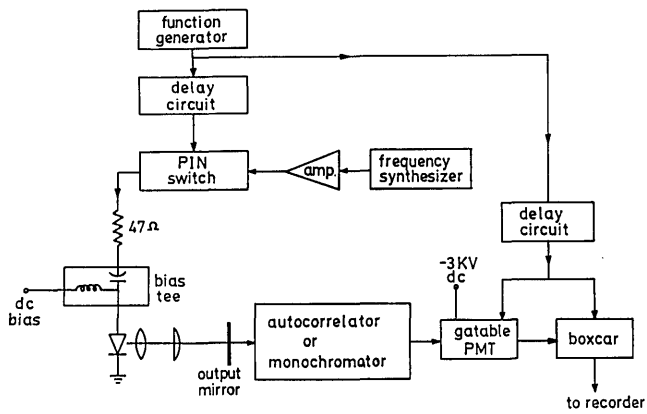 function
generator
delay
circuit
PIN
switch
amp.
frequency
synthesizer
47Ω
delay
circuit
bias
tee
dc
bias
-3KV
dc
autocorrelator
or
monochromator
gatable
PMT
boxcar
output
mirror
to recorder